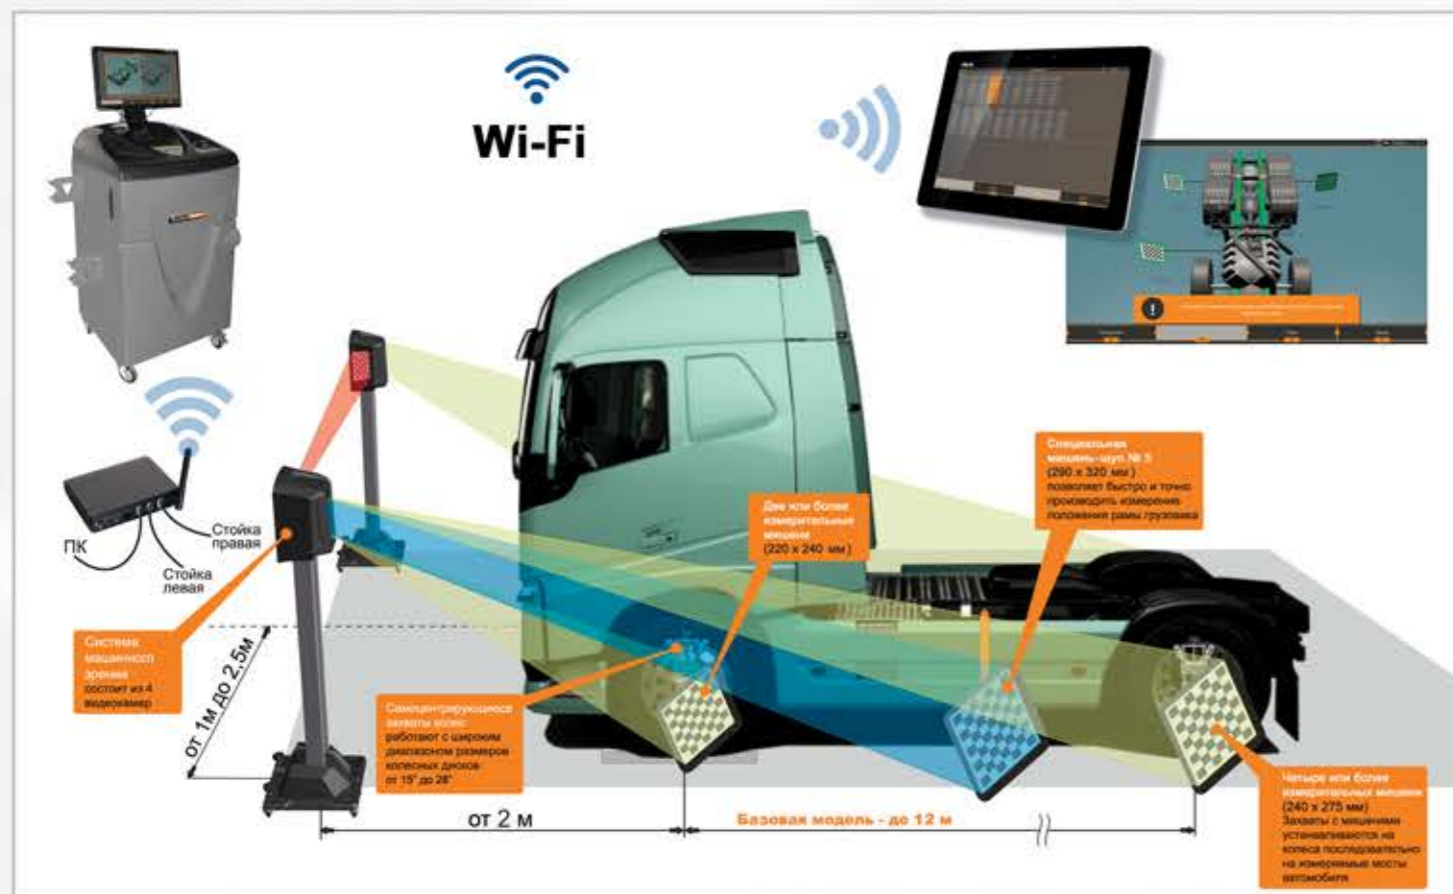 Wi-Fi
ПК
Стойка
правая
Стойка
левая
Система
машинного
зрения
состоит из 4
видеокамер
от 1м до 2,5м
Самоцентрирующиеся
захваты колес
работают с широким
диапазоном размеров
колесных дисков
от 15" до 28"
Две или более
измерительные
мишени
(220 x 240 мм)
Специальная
мишень-щуп № 5
(290 x 320 мм)
позволяет быстро и точно
производить измерение
положения рамы грузовика
Четыре или более
измерительных мишени
(240 x 275 мм)
Захваты с мишенями
устанавливаются на
колеса последовательно
на измеряемые мосты
автомобиля
от 2 м
Базовая модель - до 12 м